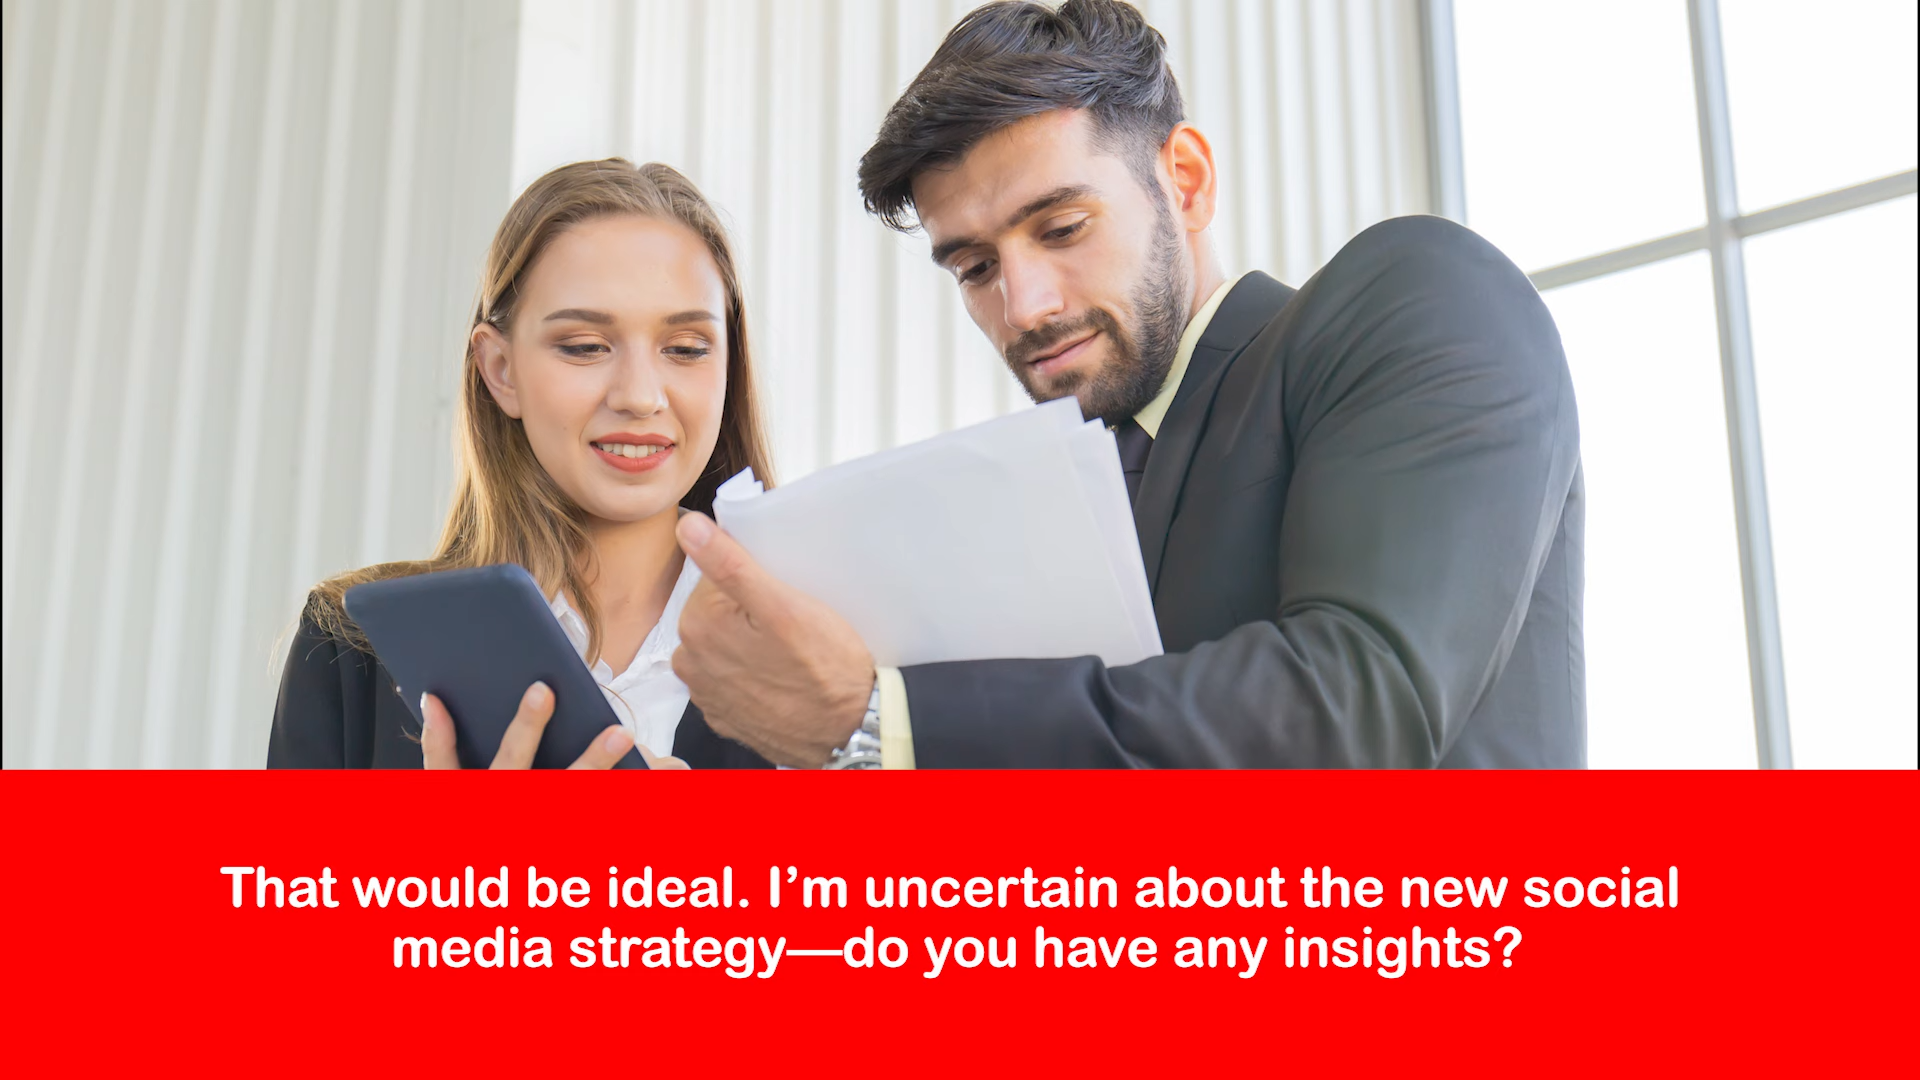 That would be ideal. I’m uncertain about the new social
media strategy—do you have any insights?